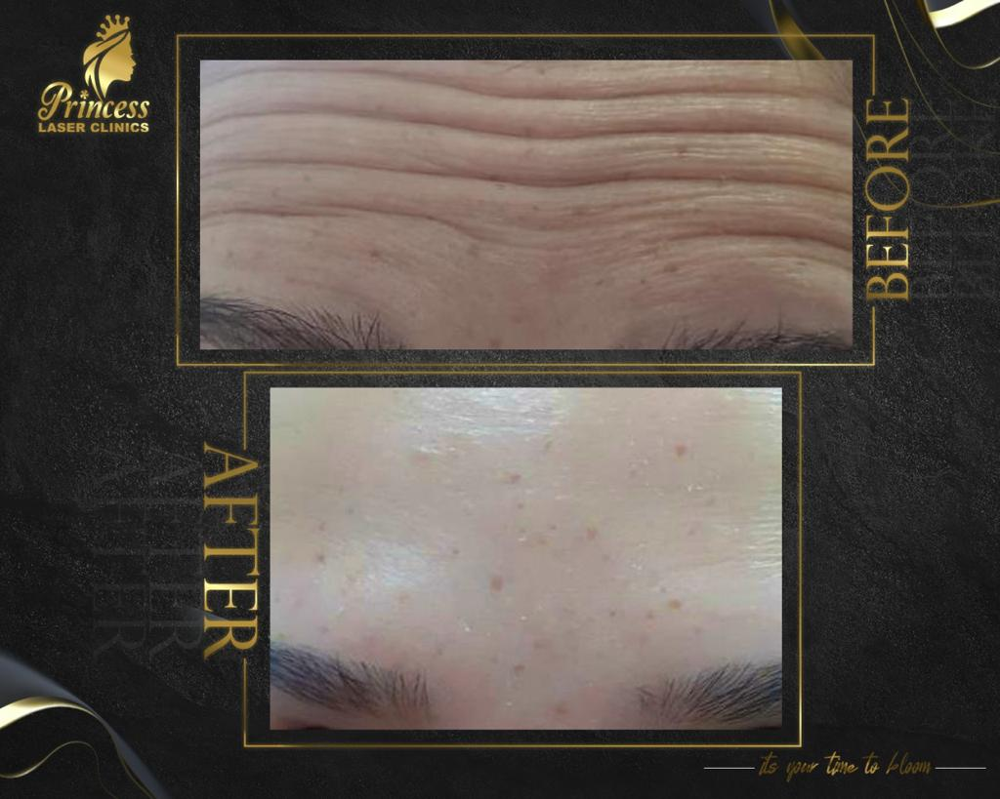 Princess
LASER CLINICS
BEFORE
AFTER
its your time to bloom